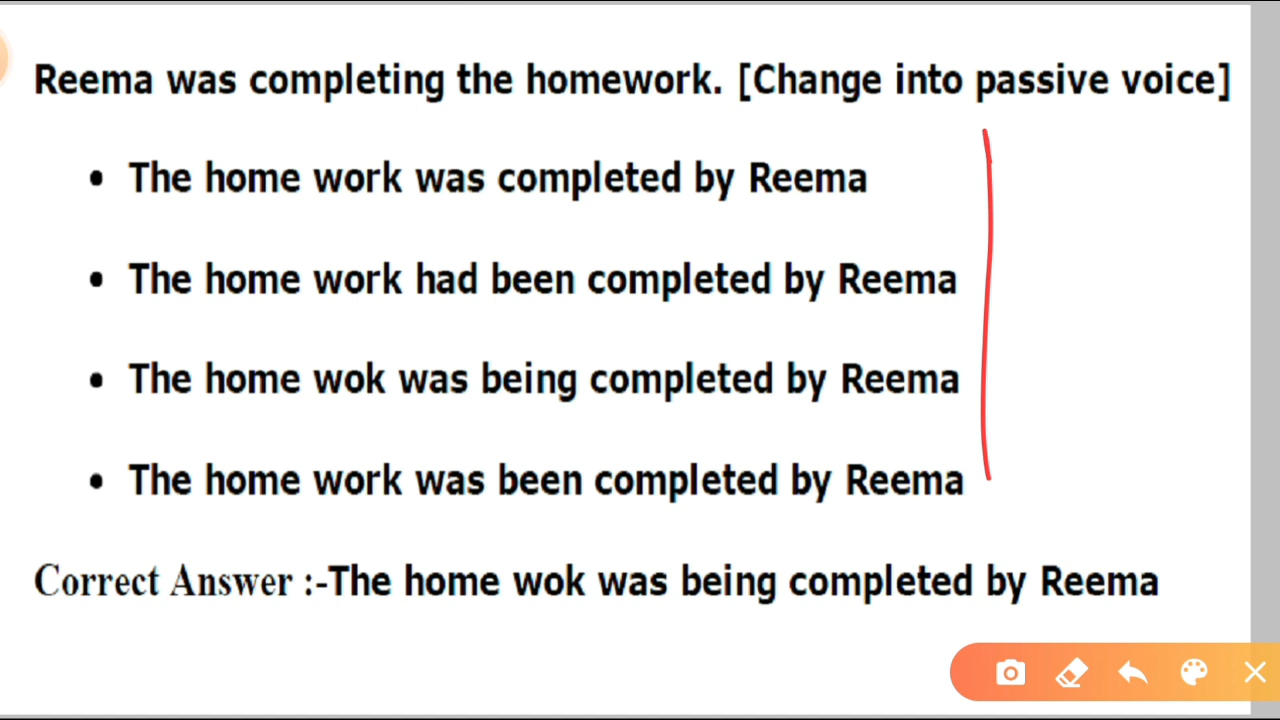 Reema was completing the homework. [Change into passive voice]
• The home work was completed by Reema
• The home work had been completed by Reema
• The home wok was being completed by Reema
• The home work was been completed by Reema
Correct Answer :-The home wok was being completed by Reema